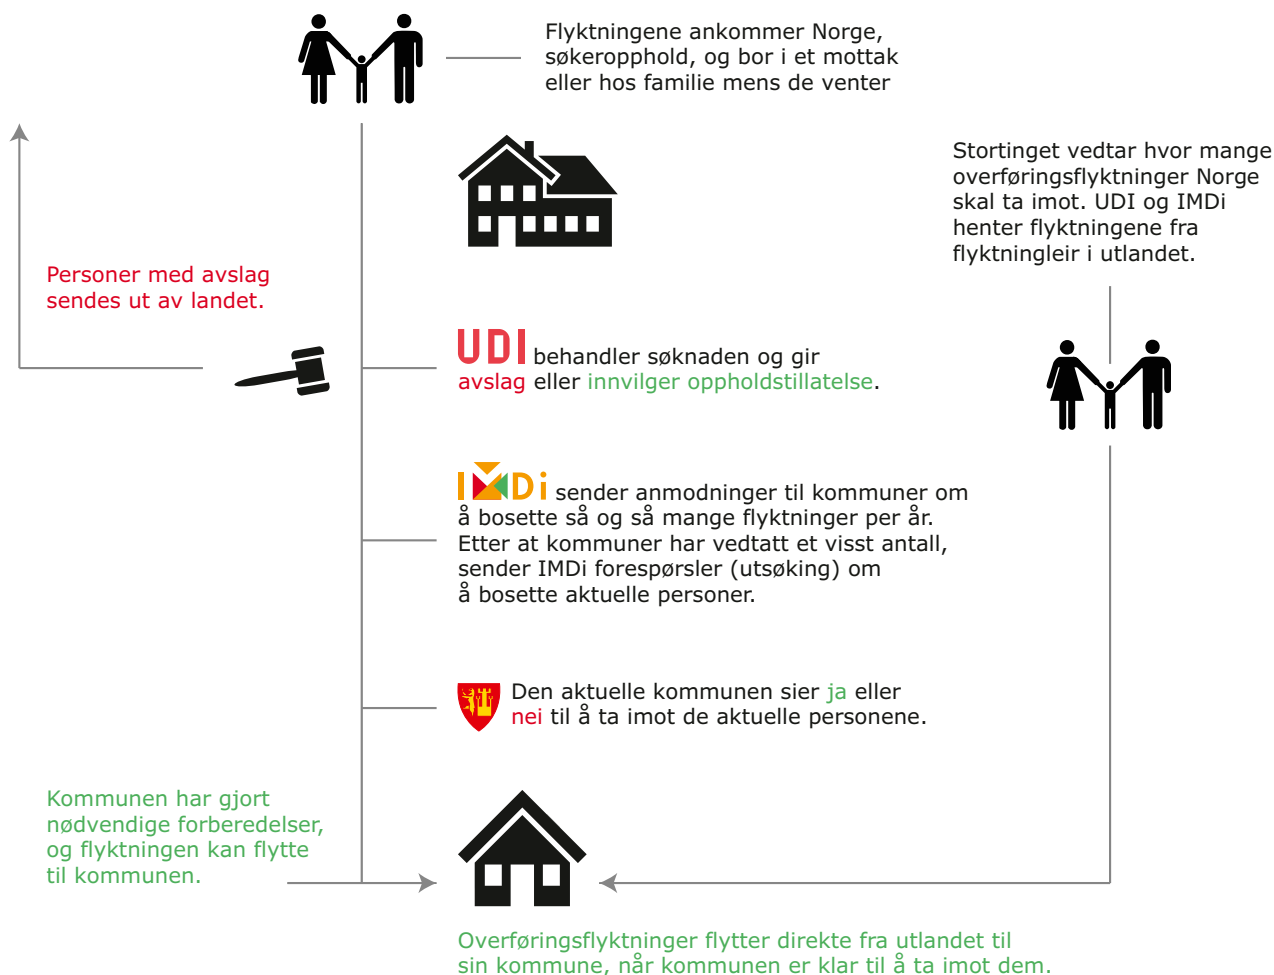 Flyktningene ankommer Norge,
søkeropphold, og bor i et mottak
eller hos familie mens de venter
Stortinget vedtar hvor mange
overføringsflyktninger Norge
skal ta imot. UDI og IMDi
henter flyktningene fra
flyktningleir i utlandet.
Personer med avslag
sendes ut av landet.
UDI behandler søknaden og gir
avslag eller innvilger oppholdstillatelse.
IMDi sender anmodninger til kommuner om
å bosette så og så mange flyktninger per år.
Etter at kommuner har vedtatt et visst antall,
sender IMDi forespørsler (utsøking) om
å bosette aktuelle personer.
Den aktuelle kommunen sier ja eller
nei til å ta imot de aktuelle personene.
Kommunen har gjort
nødvendige forberedelser,
og flyktningen kan flytte
til kommunen.
Overføringsflyktninger flytter direkte fra utlandet til
sin kommune, når kommunen er klar til å ta imot dem.